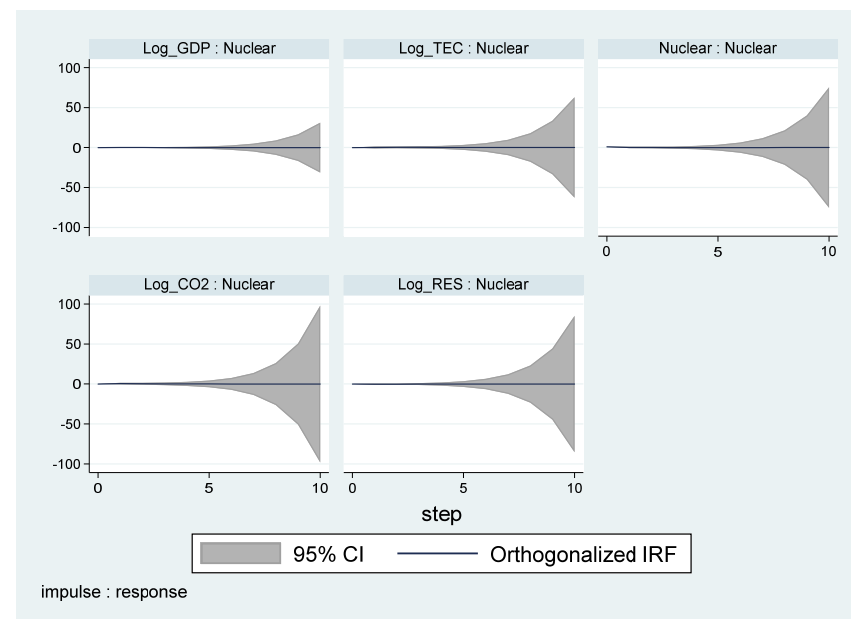 Log_GDP : Nuclear
Log_TEC : Nuclear
Nuclear : Nuclear
100
50
0
-50
-100
0 5 10
Log_CO2 : Nuclear
Log_RES : Nuclear
100
50
0
-50
-100
0 5 10
0 5 10
step
95% CI
Orthogonalized IRF
impulse : response